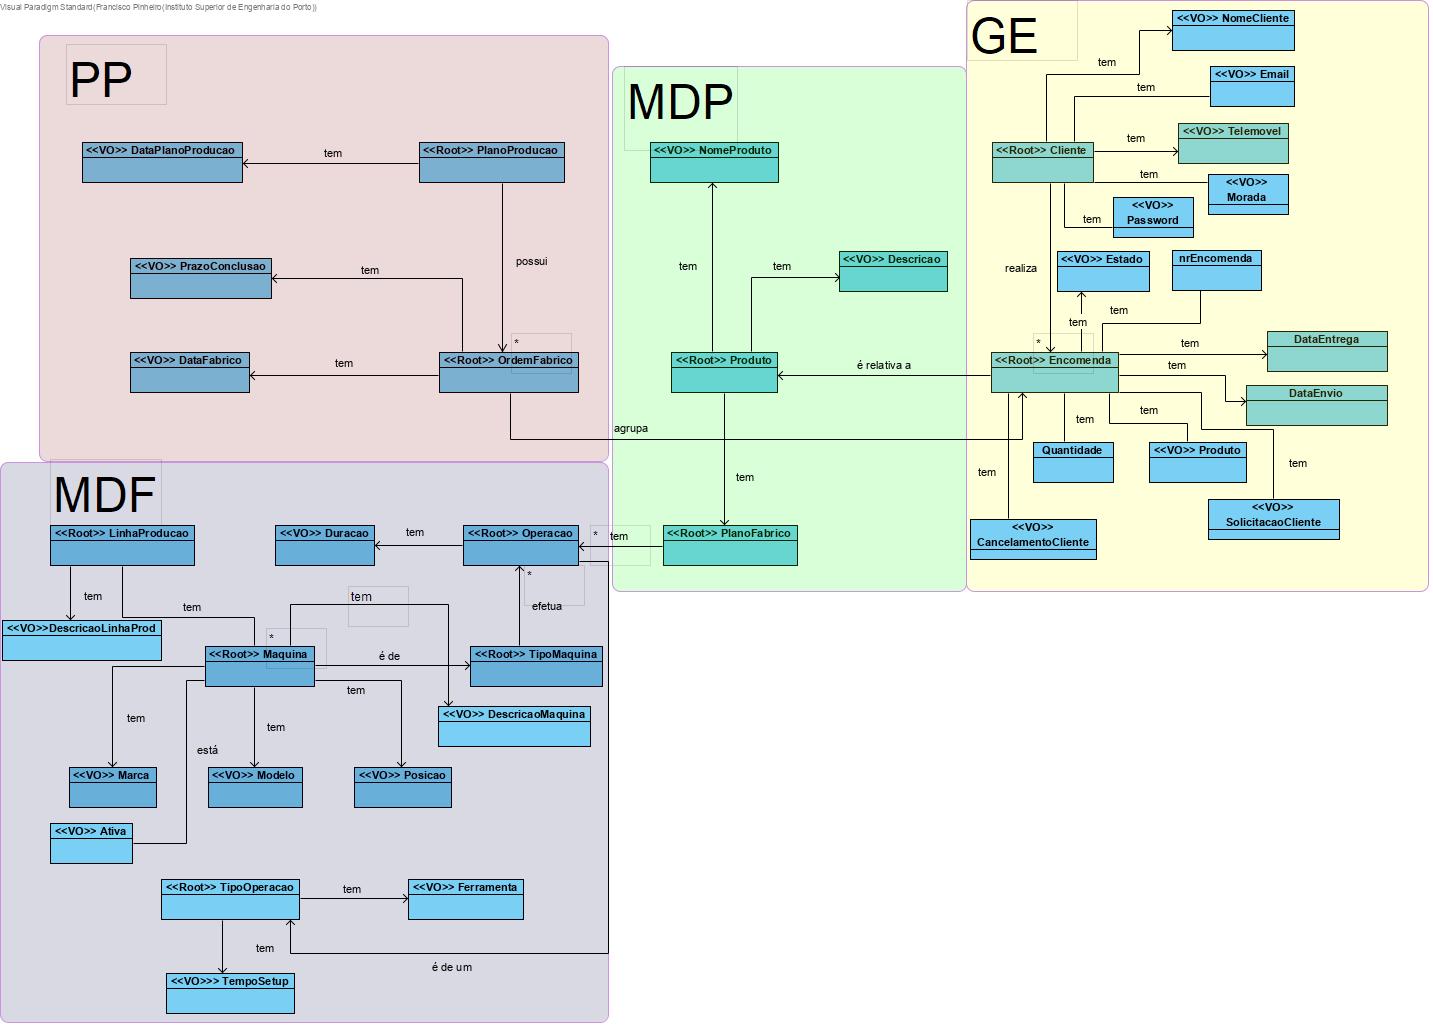 Visual Paradigm Standard(Francisco Pinheiro(Instituto Superior de Engenharia do Porto))
PP
<<VO>> DataPlanoProducao
tem
<<Root>> PlanoProducao
possui
<<VO>> PrazoConclusao
tem
*
<<VO>> DataFabrico
tem
<<Root>> OrdemFabrico
agrupa
MDP
<<VO>> NomeProduto
tem
tem
<<VO>> Descricao
<<Root>> Produto
é relativa a
tem
<<Root>> PlanoFabrico
GE
<<VO>> NomeCliente
tem
<<VO>> Email
tem
<<VO>> Telemovel
tem
<<Root>> Cliente
tem
<<VO>>
Morada
<<VO>>
Password
tem
realiza
<<VO>> Estado
nrEncomenda
tem
tem
*
<<Root>> Encomenda
tem
DataEntrega
tem
DataEnvio
tem
tem
Quantidade
<<VO>> Produto
tem
tem
<<VO>>
SolicitacaoCliente
<<VO>>
CancelamentoCliente
MDF
<<Root>> LinhaProducao
<<VO>> Duracao
tem
<<Root>> Operacao
*
tem
*
efetua
tem
tem
tem
<<VO>>DescricaoLinhaProd
*
<<Root>> Maquina
é de
<<Root>> TipoMaquina
tem
<<VO>> DescricaoMaquina
tem
tem
está
<<VO>> Marca
<<VO>> Modelo
<<VO>> Posicao
<<VO>> Ativa
<<Root>> TipoOperacao
tem
<<VO>> Ferramenta
tem
é de um
<<VO>>> TempoSetup